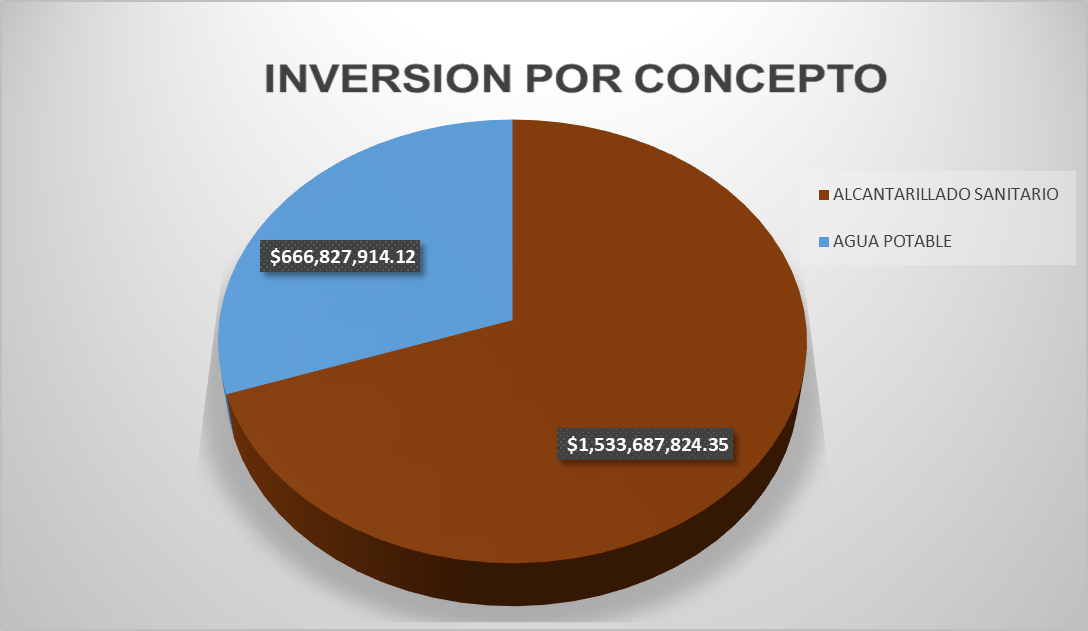 INVERSION POR CONCEPTO
ALCANTARILLADO SANITARIO
AGUA POTABLE
$666,827,914.12
$1,533,687,824.35